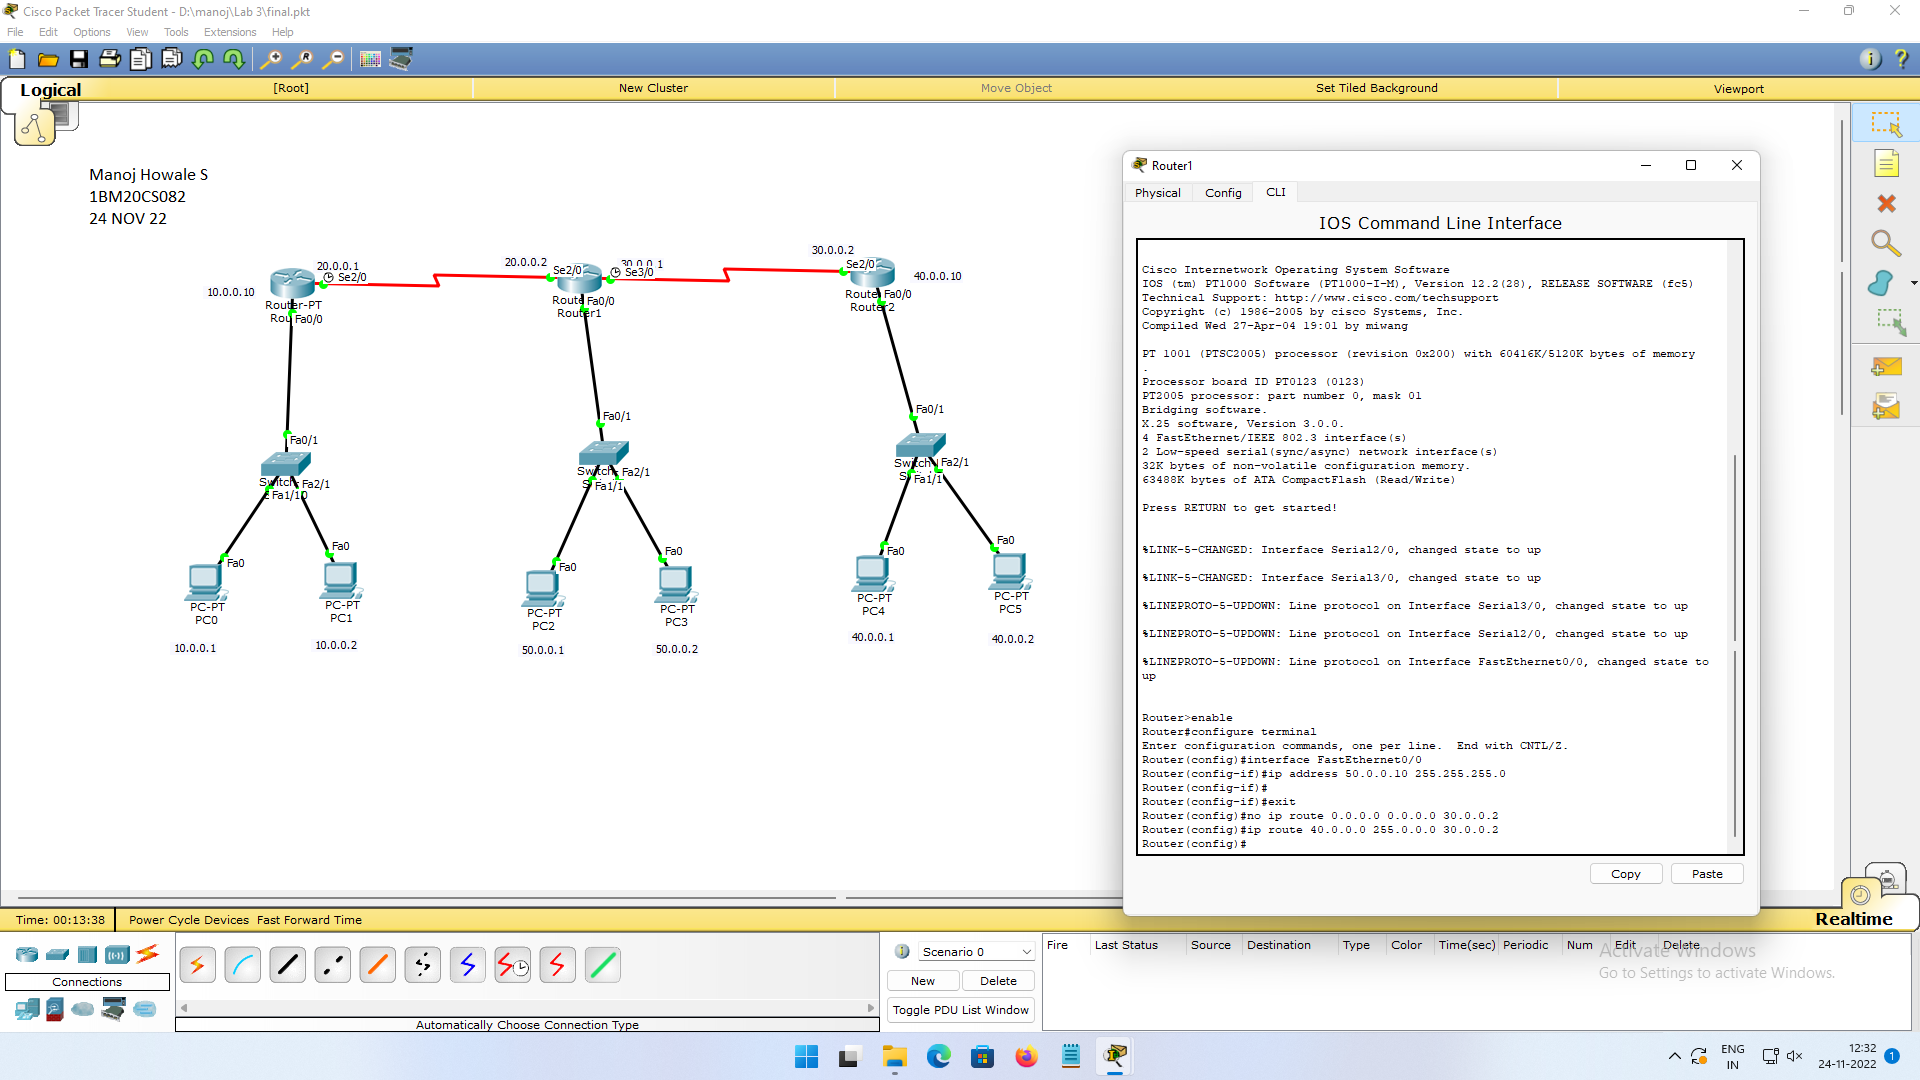 Cisco Packet Tracer Student - D:\manoj\Lab 3\final.pkt
File Edit Options View Tools Extensions Help
Logical [Root] New Cluster Move Object Set Tiled Background Viewport
Manoj Howale S
1BM20CS082
24 NOV 22
20.0.0.1
Se2/0
10.0.0.10
Router-PT
Fa0/0
20.0.0.2
Se2/0
30.0.0.1
Se3/0
Fa0/0
Router1
30.0.0.2
Se2/0
40.0.0.10
Fa0/0
Fa0/1
Fa2/1
Fa0/1
Fa2/1
Fa1/1
Fa0/1
Fa2/1
Fa1/1
Fa0
PC-PT
PC0
10.0.0.1
Fa0
PC-PT
PC1
10.0.0.2
Fa0
PC-PT
PC2
50.0.0.1
Fa0
PC-PT
PC3
50.0.0.2
Fa0
PC-PT
PC4
40.0.0.1
Fa0
PC-PT
PC5
40.0.0.2
Router1
Physical Config CLI
IOS Command Line Interface
Cisco Internetwork Operating System Software
IOS (tm) PT1000 Software (PT1000-I-M), Version 12.2(28), RELEASE SOFTWARE (fc5)
Technical Support: http://www.cisco.com/techsupport
Copyright (c) 1986-2005 by cisco Systems, Inc.
Compiled Wed 27-Apr-04 19:01 by miwang
PT 1001 (PTSC2005) processor (revision 0x200) with 60416K/5120K bytes of memory
.
Processor board ID PT0123 (0123)
PT2005 processor: part number 0, mask 01
Bridging software.
X.25 software, Version 3.0.0.
4 FastEthernet/IEEE 802.3 interface(s)
2 Low-speed serial(sync/async) network interface(s)
32K bytes of non-volatile configuration memory.
63488K bytes of ATA CompactFlash (Read/Write)
Press RETURN to get started!
%LINK-5-CHANGED: Interface Serial2/0, changed state to up
%LINK-5-CHANGED: Interface Serial3/0, changed state to up
%LINEPROTO-5-UPDOWN: Line protocol on Interface Serial3/0, changed state to up
%LINEPROTO-5-UPDOWN: Line protocol on Interface Serial2/0, changed state to up
%LINEPROTO-5-UPDOWN: Line protocol on Interface FastEthernet0/0, changed state to
up
Router>enable
Router#configure terminal
Enter configuration commands, one per line.  End with CNTL/Z.
Router(config)#interface FastEthernet0/0
Router(config-if)#ip address 50.0.0.10 255.255.255.0
Router(config-if)#
Router(config-if)#exit
Router(config)#no ip route 0.0.0.0 0.0.0.0 30.0.0.2
Router(config)#ip route 40.0.0.0 255.0.0.0 30.0.0.2
Router(config)#
Copy Paste
Time: 00:13:38 Power Cycle Devices Fast Forward Time
Realtime
Connections
Automatically Choose Connection Type
Scenario 0
New Delete
Toggle PDU List Window
Fire Last Status Source Destination Type Color Time(sec) Periodic Num Edit Delete
Activate Windows
Go to Settings to activate Windows.
ENG
IN
12:32
24-11-2022
1